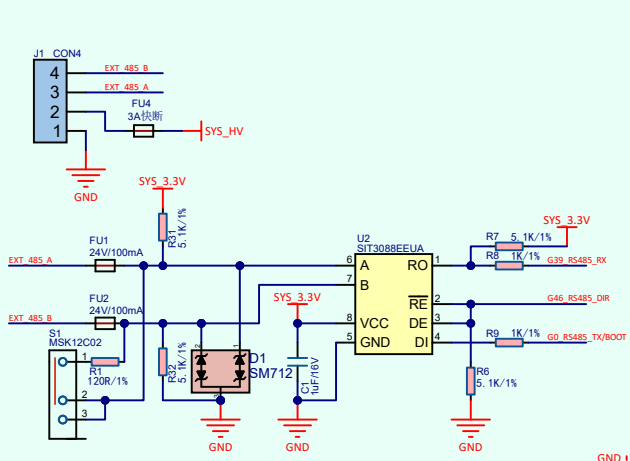 J1 CON4
4
EXT_485_B
3
EXT_485_A
2
FU4
3A快断
SYS_HV
1
GND
SYS_3.3V
R31
5.1K/1%
FU1
24V/100mA
EXT_485_A
FU2
24V/100mA
EXT_485_B
S1
MSK12C02
1
R1
120R/1%
2
3
R32
5.1K/1%
2
1
3
D1
SM712
GND
SYS_3.3V
C1
1uF/16V
GND
U2
SIT3088EEUA
6
A
RO
1
7
B
RE
2
8
VCC
DE
3
5
GND
DI
4
SYS_3.3V
R7
5.1K/1%
R8
1K/1%
G39_RS485_RX
G46_RS485_DIR
R9
1K/1%
G0_RS485_TX/BOOT
R6
5.1K/1%
GND
GND